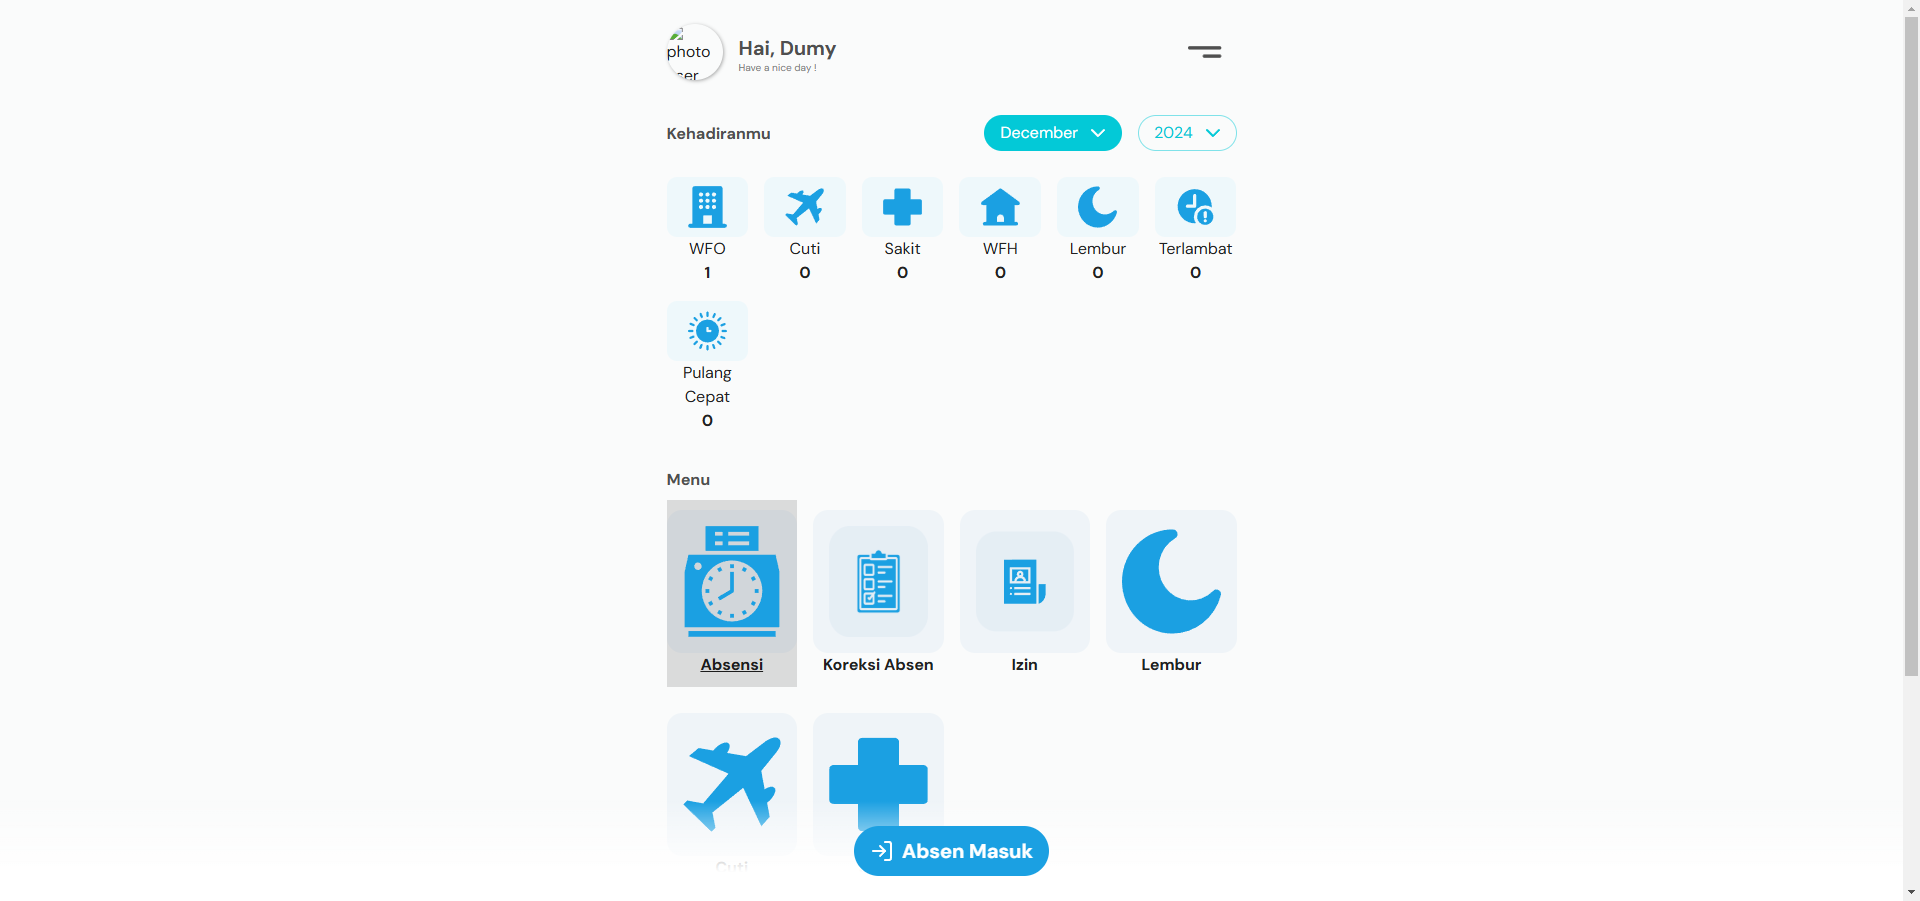 photo
ser
Hai, Dumy
Have a nice day !
Kehadiranmu
December
2024
WFO
1
Cuti
0
Sakit
0
WFH
0
Lembur
0
Terlambat
0
Pulang
Cepat
0
Menu
Absensi
Koreksi Absen
Izin
Lembur
Cuti
Absen Masuk